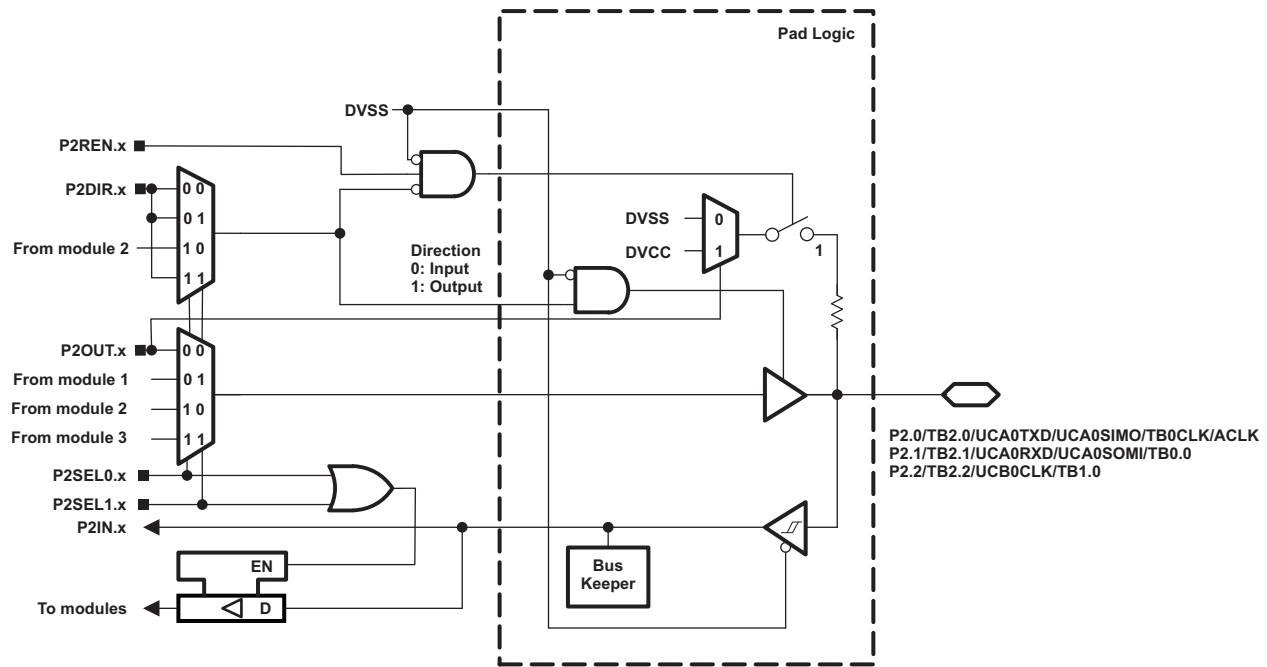 Pad Logic
DVSS
P2REN.x
P2DIR.x
0 0
0 1
From module 2
1 0
1 1
Direction
0: Input
1: Output
DVSS
0
DVCC
1
1
P2OUT.x
0 0
From module 1
0 1
From module 2
1 0
From module 3
1 1
P2SEL0.x
P2SEL1.x
P2IN.x
EN
To modules
D
Bus
Keeper
P2.0/TB2.0/UCA0TXD/UCA0SIMO/TB0CLK/ACLK
P2.1/TB2.1/UCA0RXD/UCA0SOMI/TB0.0
P2.2/TB2.2/UCB0CLK/TB1.0